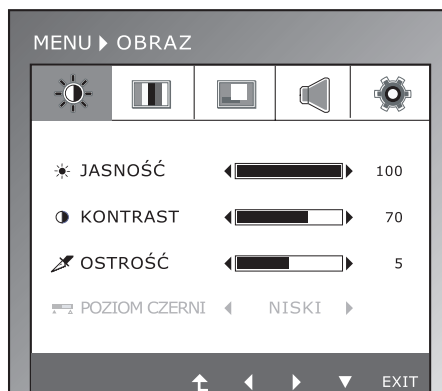 MENU OBRAZ
JASNOŚĆ 100
KONTRAST 70
OSTROŚĆ 5
POZIOM CZERNI NISKI
EXIT